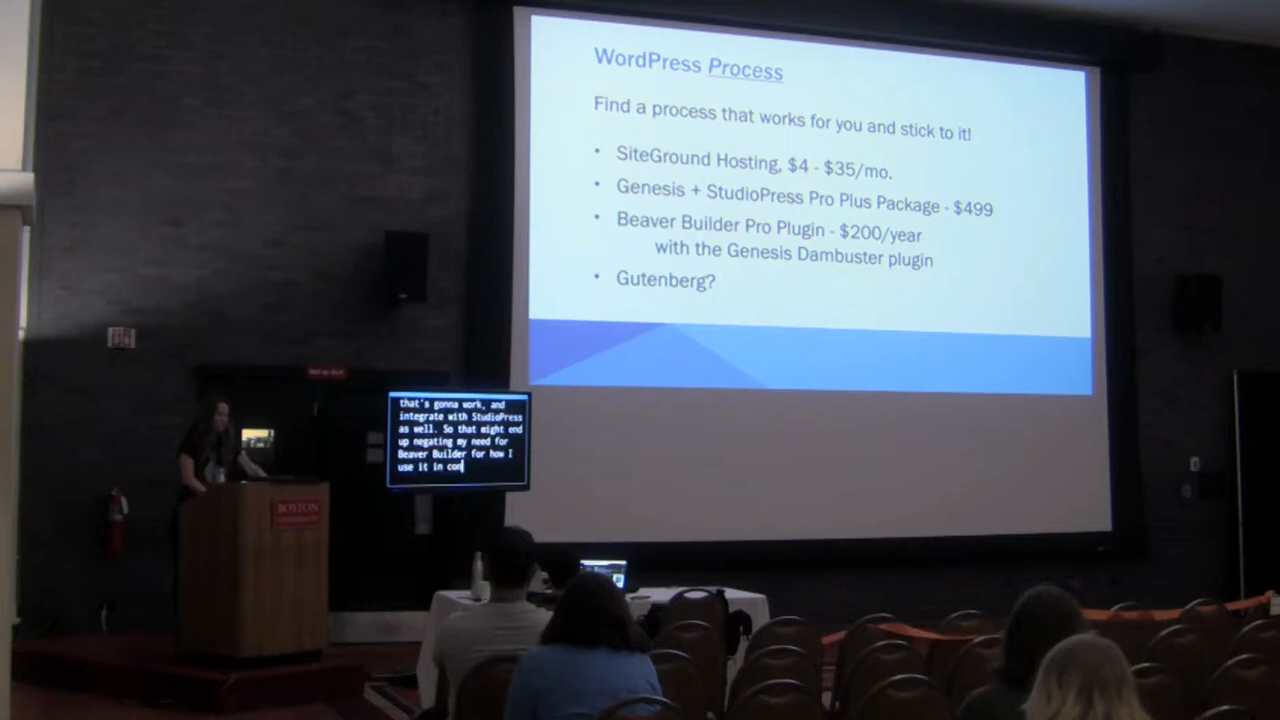 WordPress Process
Find a process that works for you and stick to it!
• SiteGround Hosting, $4 - $35/mo.
• Genesis + StudioPress Pro Plus Package - $499
• Beaver Builder Pro Plugin - $200/year
with the Genesis Dambuster plugin
• Gutenberg?
that's gonna work, and
integrate with StudioPress
as well. So that might end
up negating my need for
Beaver Builder for how I
use it in con
BOSTON
UNIVERSITY